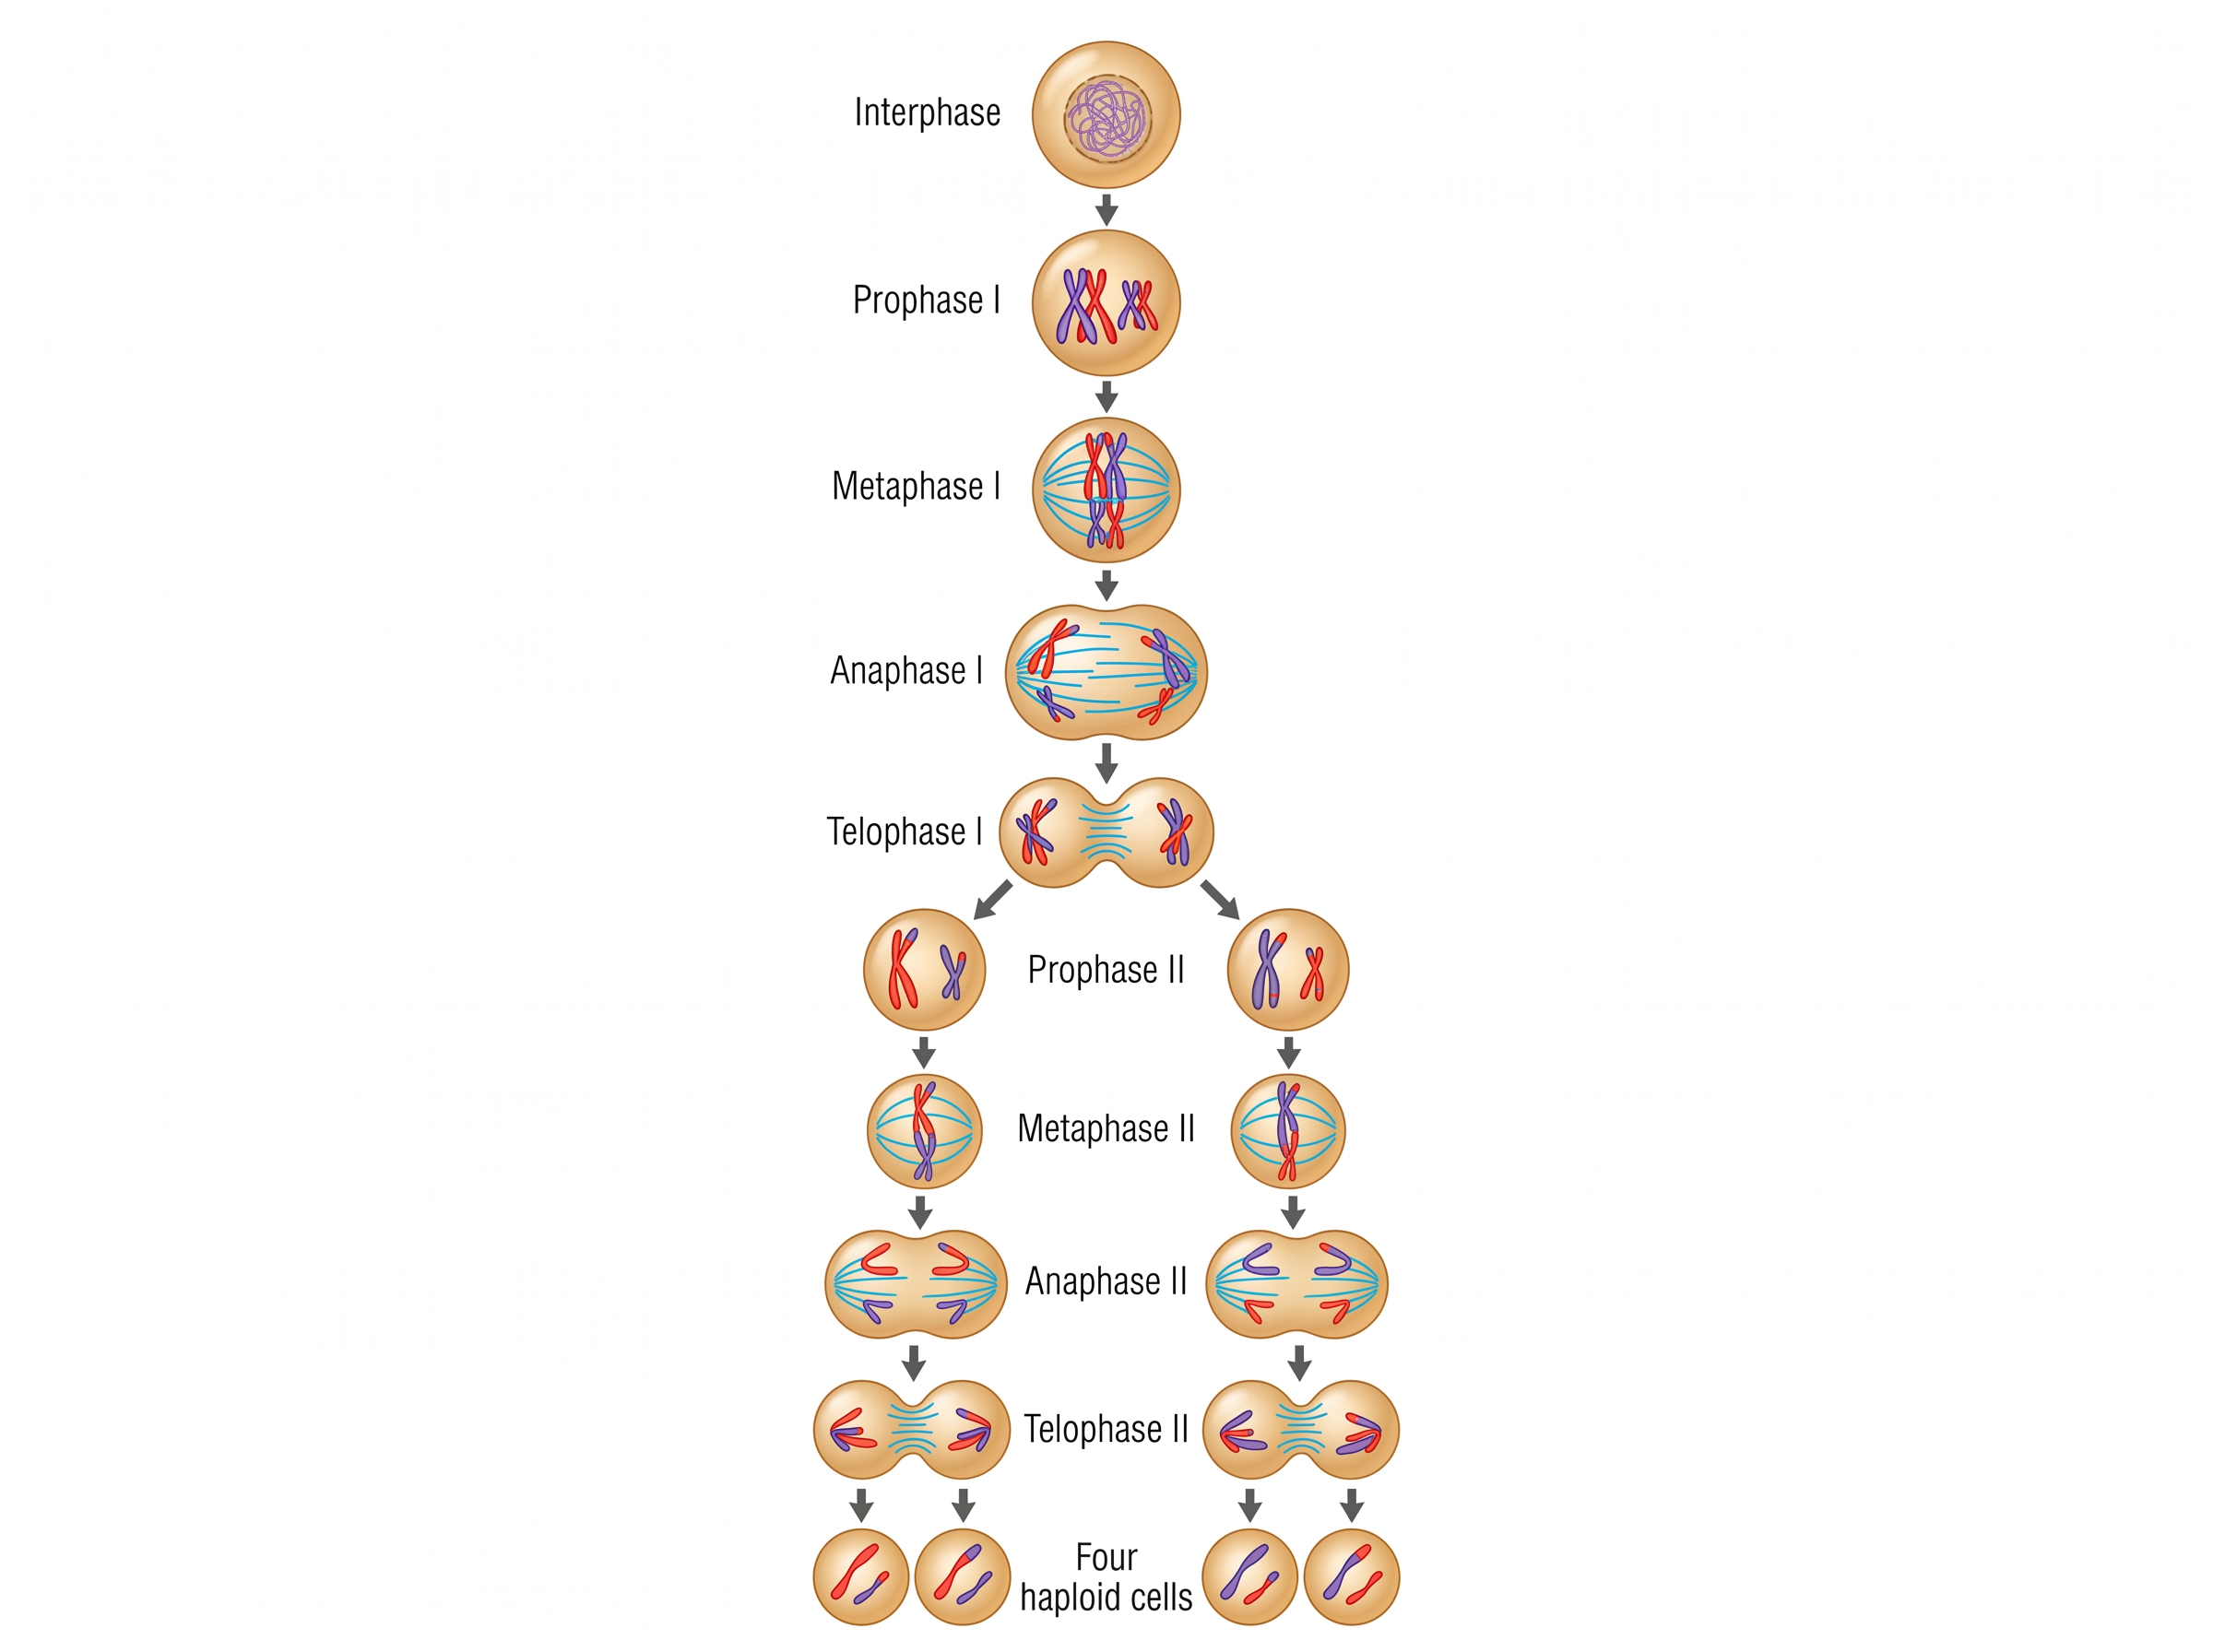 Interphase
Prophase I
Metaphase I
Anaphase I
Telophase I
Prophase II
Metaphase II
Anaphase II
Telophase II
Four
haploid cells